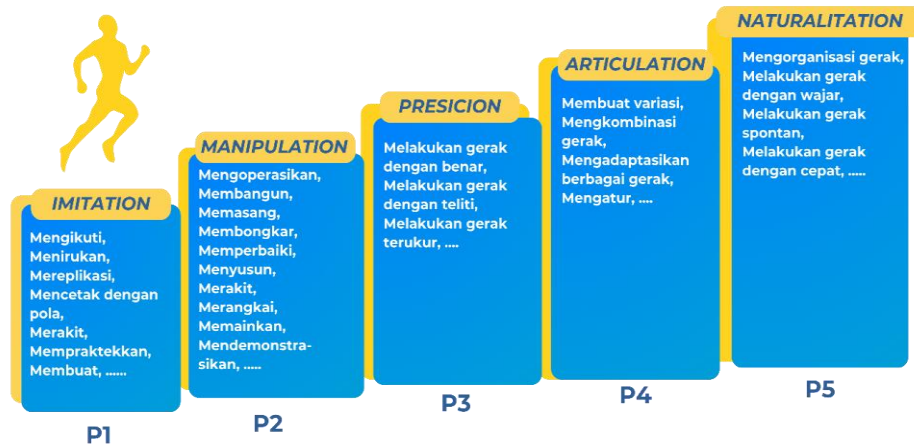 IMITATION
Mengikuti,
Menirukan,
Mereplikasi,
Mencetak dengan
pola,
Merakit,
Mempraktekkan,
Membuat, ......
P1
MANIPULATION
Mengoperasikan,
Membangun,
Memasang,
Membongkar,
Memperbaiki,
Menyusun,
Merakit,
Merangkai,
Memainkan,
Mendemonstra-
sikan, .....
P2
PRESICION
Melakukan gerak
dengan benar,
Melakukan gerak
dengan teliti,
Melakukan gerak
terukur, ....
P3
ARTICULATION
Membuat variasi,
Mengkombinasi
gerak,
Mengadaptasikan
berbagai gerak,
Mengatur, ....
P4
NATURALITATION
Mengorganisasi gerak,
Melakukan gerak
dengan wajar,
Melakukan gerak
spontan,
Melakukan gerak
dengan cepat, .....
P5